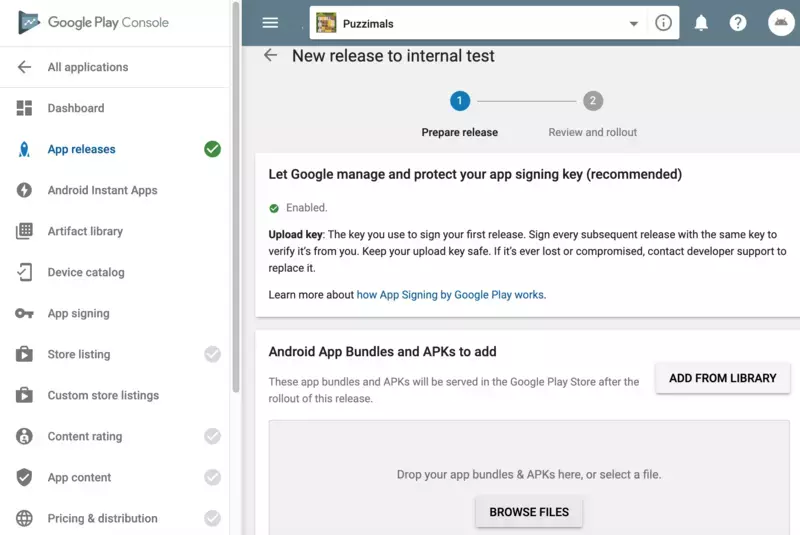 Google Play Console
All applications
Dashboard
App releases
Android Instant Apps
Artifact library
Device catalog
App signing
Store listing
Custom store listings
Content rating
App content
Pricing & distribution
Puzzimals
New release to internal test
1
2
Prepare release
Review and rollout
Let Google manage and protect your app signing key (recommended)
Enabled.
Upload key: The key you use to sign your first release. Sign every subsequent release with the same key to
verify it's from you. Keep your upload key safe. If it's ever lost or compromised, contact developer support to
replace it.
Learn more about how App Signing by Google Play works.
Android App Bundles and APKs to add
These app bundles and APKs will be served in the Google Play Store after the
rollout of this release.
ADD FROM LIBRARY
Drop your app bundles & APKs here, or select a file.
BROWSE FILES